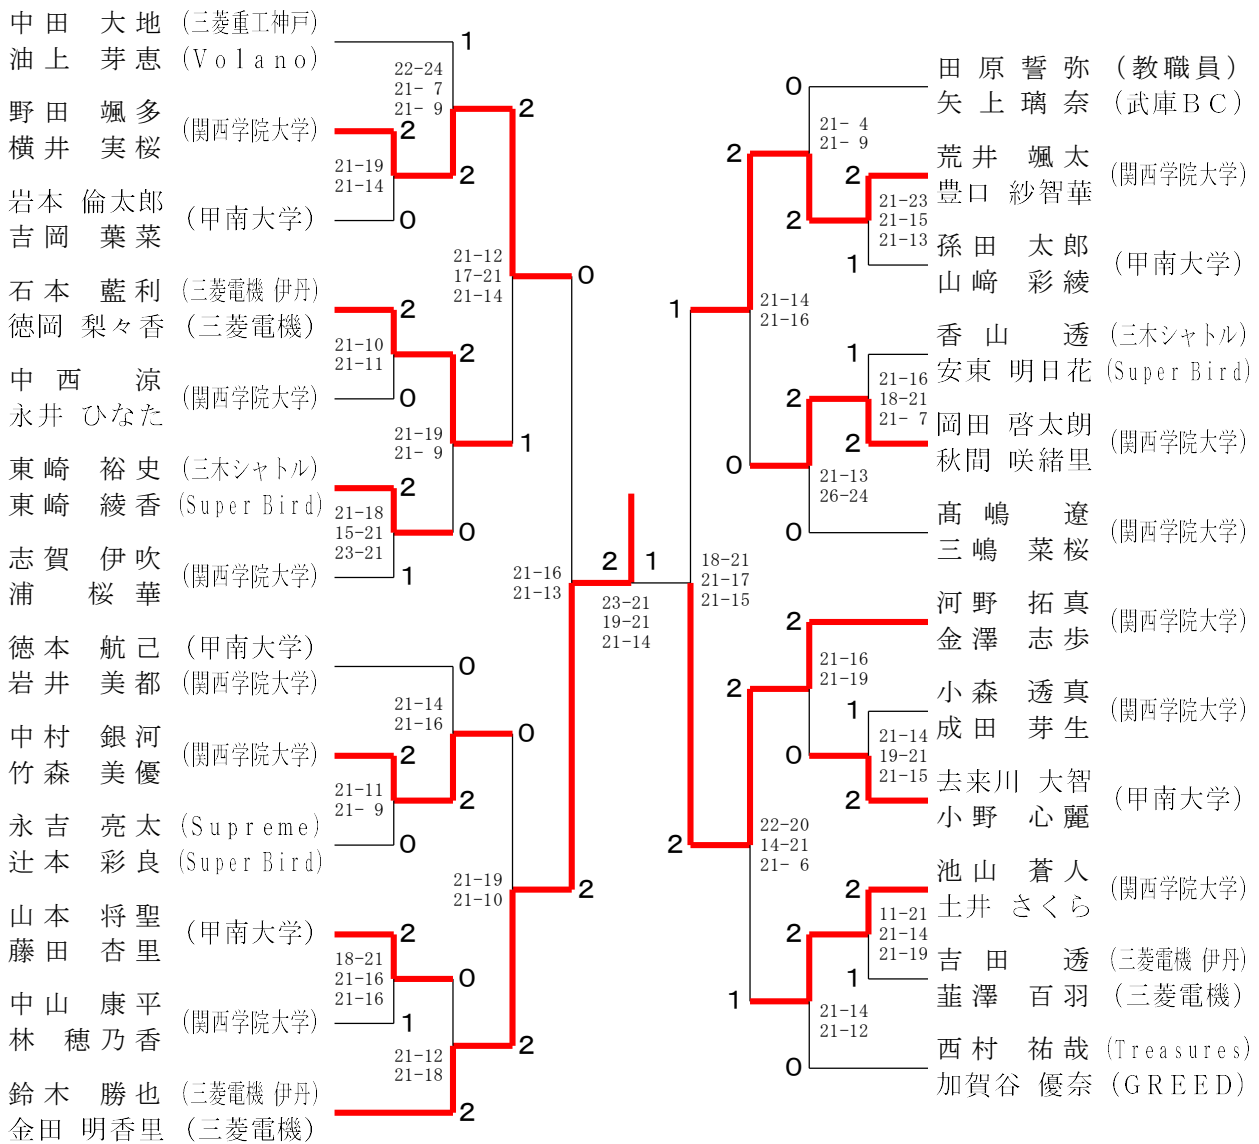 中田 大地 (三菱重工神戸)
油上 芽恵 (Volano)
野田 颯多
横井 実桜
(関西学院大学)
岩本 倫太郎
吉岡 葉菜
(甲南大学)
石本 藍利 (三菱電機 伊丹)
徳岡 梨々香 (三菱電機)
中西 涼
永井 ひなた
(関西学院大学)
東崎 裕史 (三木シャトル)
東崎 綾香 (Super Bird)
志賀 伊吹
浦 桜華
(関西学院大学)
徳本 航己 (甲南大学)
岩井 美都 (関西学院大学)
中村 銀河
竹森 美優
(関西学院大学)
永吉 亮太 (Supreme)
辻本 彩良 (Super Bird)
山本 将聖
藤田 杏里
(甲南大学)
中山 康平
林 穂乃香
(関西学院大学)
鈴木 勝也 (三菱電機 伊丹)
金田 明香里 (三菱電機)
1
22-24
21- 7
21- 9
2
2
21-19
21-14
2
0
21-12
17-21
21-14
0
2
21-10
21-11
2
0
21-19
21- 9
1
2
21-18
15-21
23-21
0
1
21-16
21-13
0
21-14
21-16
0
2
21-11
21- 9
2
0
21-19
21-10
2
2
18-21
21-16
21-16
0
1
2
21-12
21-18
2
2
1
23-21
19-21
21-14
田原 誓弥 (教職員)
矢上 璃奈 (武庫BC)
荒井 颯太
豊口 紗智華
(関西学院大学)
孫田 太郎
山﨑 彩綾
(甲南大学)
香山 透 (三木シャトル)
安東 明日花 (Super Bird)
岡田 啓太朗
秋間 咲緒里
(関西学院大学)
髙嶋 遼
三嶋 菜桜
(関西学院大学)
河野 拓真
金澤 志歩
(関西学院大学)
小森 透真
成田 芽生
(関西学院大学)
去来川 大智
小野 心麗
(甲南大学)
池山 蒼人
土井 さくら
(関西学院大学)
吉田 透 (三菱電機 伊丹)
韮澤 百羽 (三菱電機)
西村 祐哉 (Treasures)
加賀谷 優奈 (GREED)
0
21- 4
21- 9
2
2
2
21-23
21-15
21-13
1
1
21-14
21-16
1
21-16
18-21
21- 7
2
2
0
21-13
26-24
0
18-21
21-17
21-15
2
21-16
21-19
2
1
21-14
19-21
21-15
0
2
2
22-20
14-21
21- 6
2
11-21
21-14
21-19
2
1
1
21-14
21-12
0